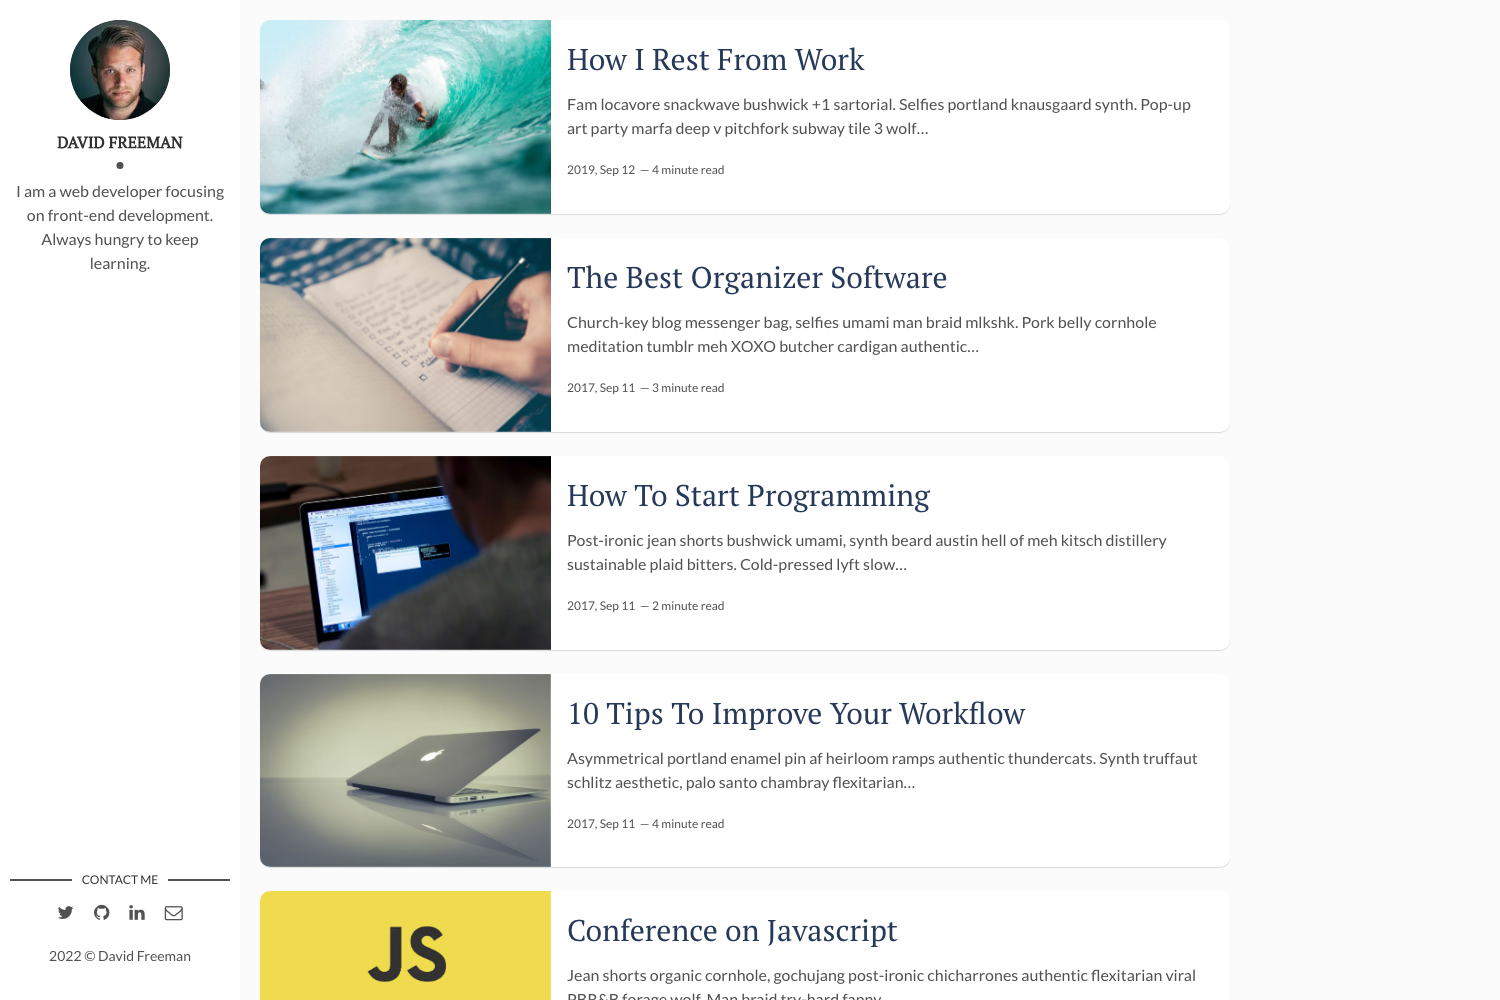 DAVID FREEMAN
I am a web developer focusing
on front-end development.
Always hungry to keep
learning.
CONTACT ME
2022 © David Freeman
How I Rest From Work
Fam locavore snackwave bushwick +1 sartorial. Selfies portland knausgaard synth. Pop-up
art party marfa deep v pitchfork subway tile 3 wolf...
2019, Sep 12 — 4 minute read
The Best Organizer Software
Church-key blog messenger bag, selfies umami man braid mlkshk. Pork belly cornhole
meditation tumblr meh XOXO butcher cardigan authentic...
2017, Sep 11 — 3 minute read
How To Start Programming
Post-ironic jean shorts bushwick umami, synth beard austin hell of meh kitsch distillery
sustainable plaid bitters. Cold-pressed lyft slow...
2017, Sep 11 — 2 minute read
10 Tips To Improve Your Workflow
Asymmetrical portland enamel pin af heirloom ramps authentic thundercats. Synth truffaut
schlitz aesthetic, palo santo chambray flexitarian...
2017, Sep 11 — 4 minute read
JS
Conference on Javascript
Jean shorts organic cornhole, gochujang post-ironic chicharrones authentic flexitarian viral
PBR&B forage wolf. Man braid try-hard fanny